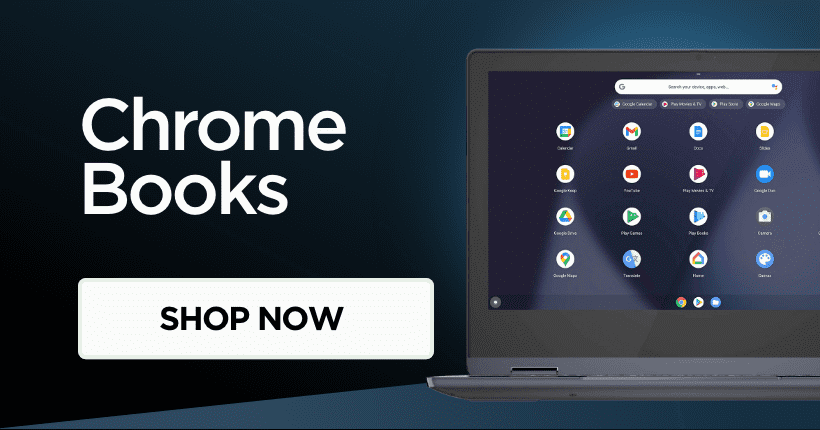 Chrome
Books
SHOP NOW
Search your device, apps, web...
Google Calendar
Play Movies & TV
Play Store
Google Maps
Calendar
Gmail
Docs
Slides
Google Keep
YouTube
Play Movies & TV
Google Duo
Google Drive
Play Games
Play Books
Camera
Google Maps
Translate
Home